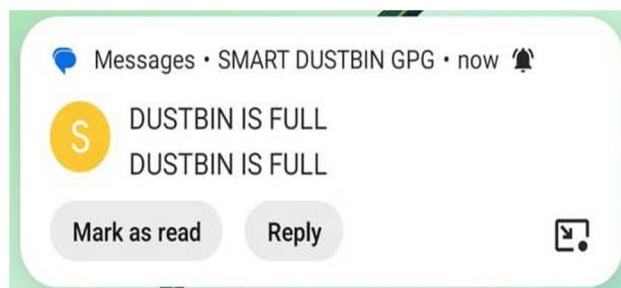 Messages • SMART DUSTBIN GPG • now
S
DUSTBIN IS FULL
DUSTBIN IS FULL
Mark as read Reply